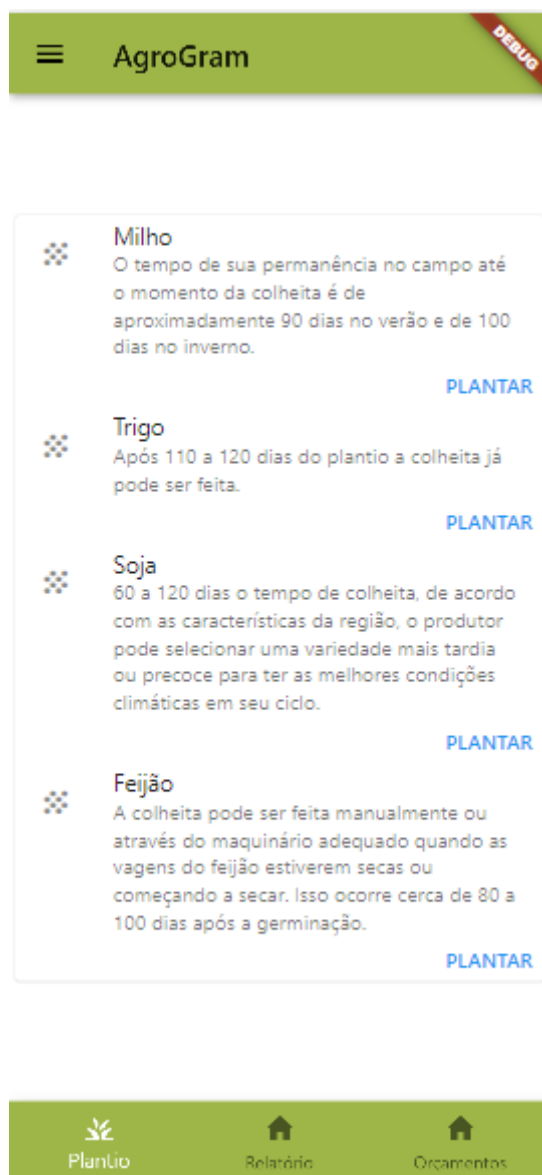 AgroGram
DEBUG
Milho
O tempo de sua permanência no campo até
o momento da colheita é de
aproximadamente 90 dias no verão e de 100
dias no inverno.
PLANTAR
Trigo
Após 110 a 120 dias do plantio a colheita já
pode ser feita.
PLANTAR
Soja
60 a 120 dias o tempo de colheita, de acordo
com as características da região, o produtor
pode selecionar uma variedade mais tardia
ou precoce para ter as melhores condições
climáticas em seu ciclo.
PLANTAR
Feijão
A colheita pode ser feita manualmente ou
através do maquinário adequado quando as
vagens do feijão estiverem secas ou
começando a secar. Isso ocorre cerca de 80 a
100 dias após a germinação.
PLANTAR
Plantio
Relatório
Orçamentos